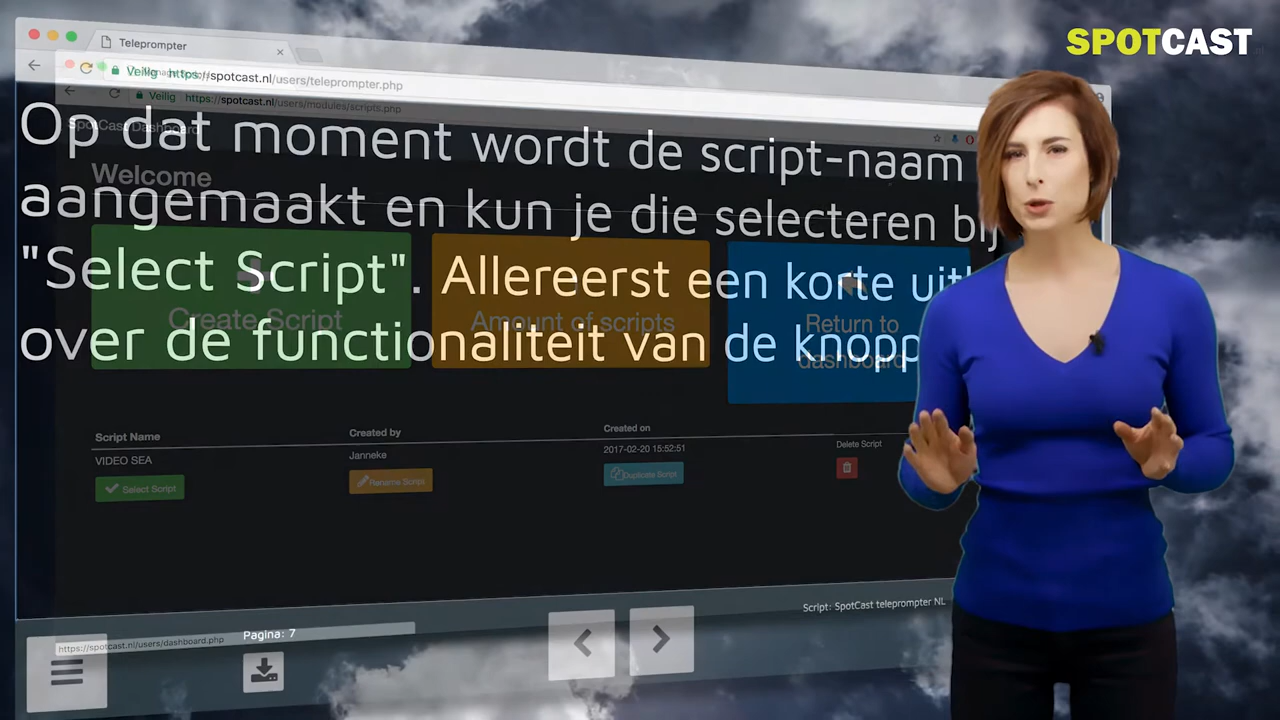 SPOTCAST
Teleprompter
Veilig https://spotcast.nl/users/teleprompter.php
Veilig https://spotcast.nl/users/modules/scripts.php
SpotCast Dashboard
Welcome
Op dat moment wordt de script-naam
aangemaakt en kun je die selecteren bij
"Select Script". Allereerst een korte
over de functionaliteit van de
Create Script
Amount of scripts
Return to
dashboard
Script Name Created by Created on Delete Script
VIDEO SEA Janneke 2017-02-20 15:52:51
Select Script Rename Script Duplicate Script
Script: SpotCast teleprompter NL
Pagina: 7
https://spotcast.nl/users/dashboard.php